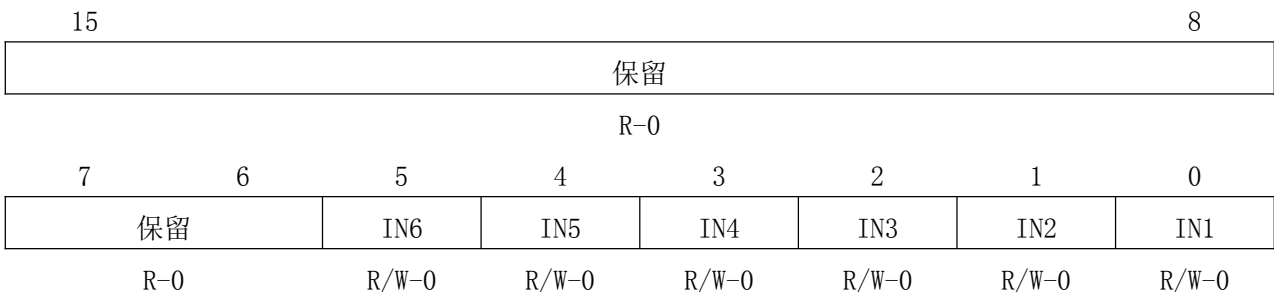 15 8
保留
R-0
7 6 5 4 3 2 1 0
保留 IN6 IN5 IN4 IN3 IN2 IN1
R-0 R/W-0 R/W-0 R/W-0 R/W-0 R/W-0 R/W-0